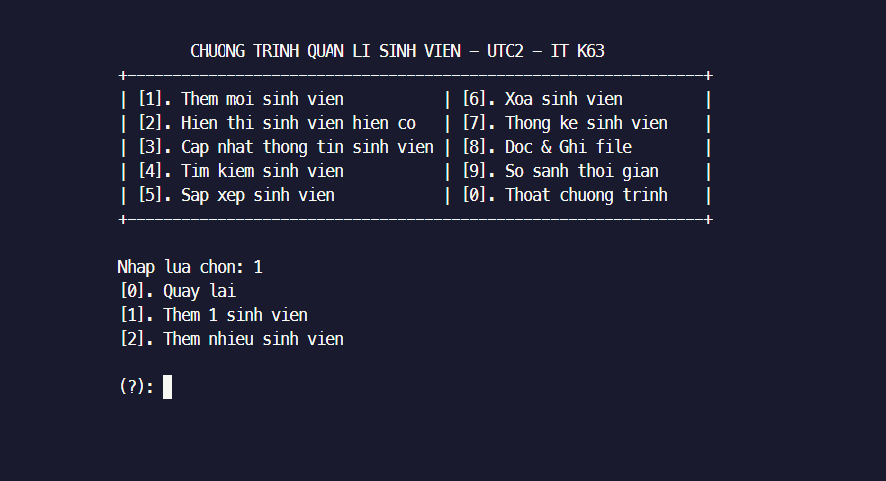 CHUONG TRINH QUAN LI SINH VIEN – UTC2 – IT K63
+----------------------------------------------------------------+
| [1]. Them moi sinh vien | [6]. Xoa sinh vien |
| [2]. Hien thi sinh vien hien co | [7]. Thong ke sinh vien |
| [3]. Cap nhat thong tin sinh vien | [8]. Doc & Ghi file |
| [4]. Tim kiem sinh vien | [9]. So sanh thoi gian |
| [5]. Sap xep sinh vien | [0]. Thoat chuong trinh |
+----------------------------------------------------------------+
Nhap lua chon: 1
[0]. Quay lai
[1]. Them 1 sinh vien
[2]. Them nhieu sinh vien
(?):